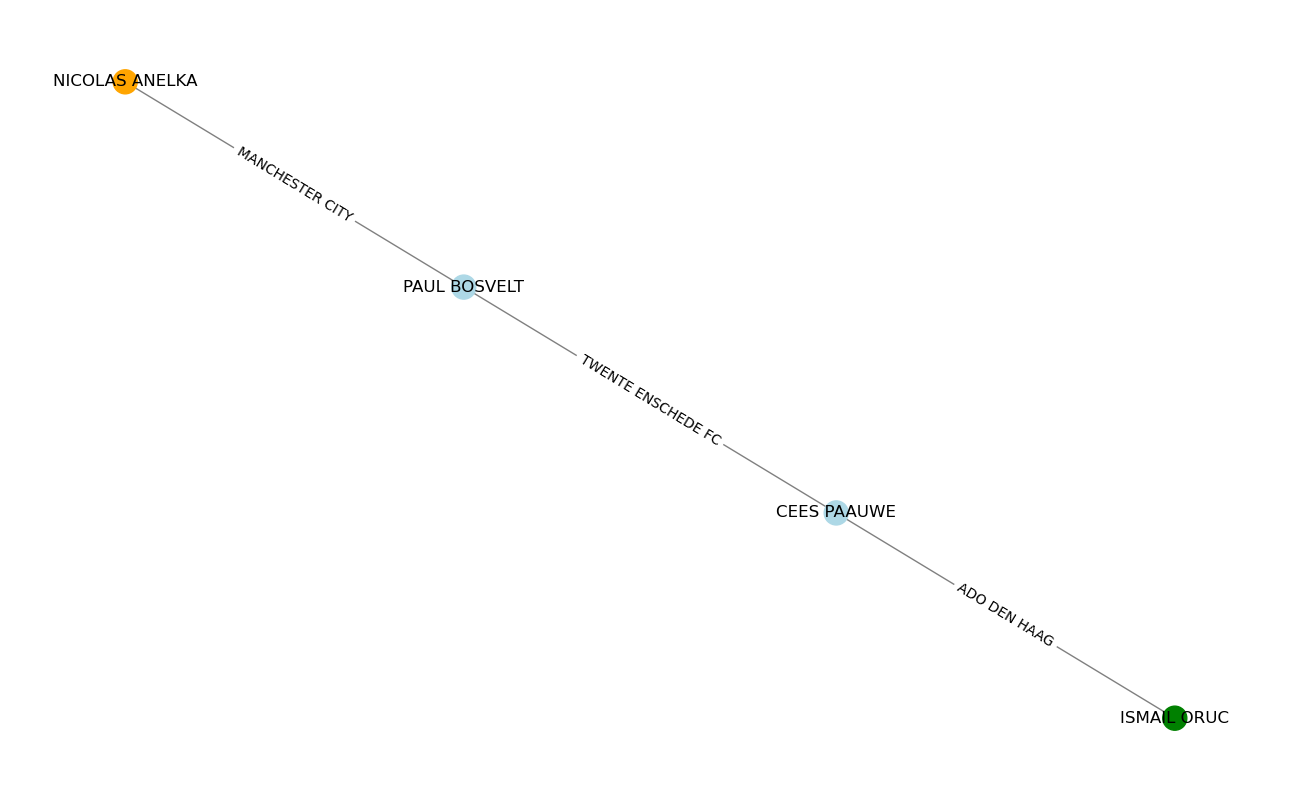 NICOLAS ANELKA
MANCHESTER CITY
PAUL BOSVELT
TWENTE ENSCHEDE FC
CEES PAAUWE
ADO DEN HAAG
ISMAIL ORUC